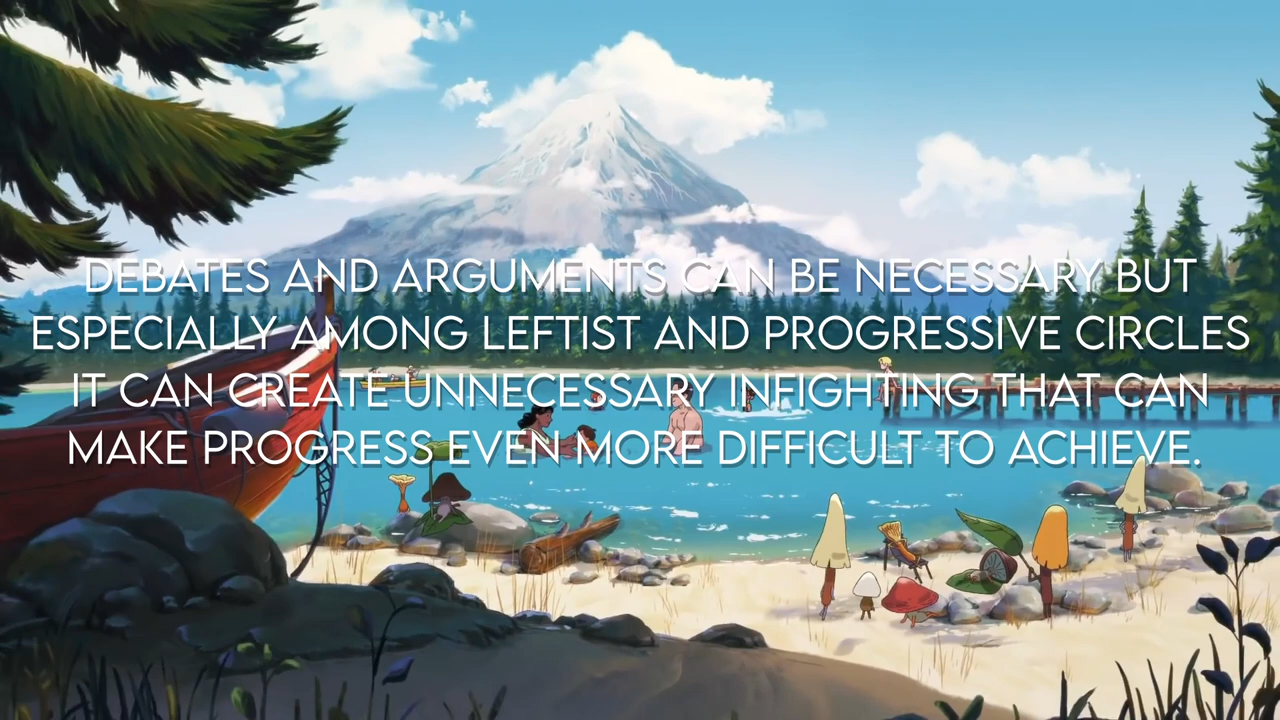 DEBATES AND ARGUMENTS CAN BE NECESSARY BUT
ESPECIALLY AMONG LEFTIST AND PROGRESSIVE CIRCLES
IT CAN CREATE UNNECESSARY INFIGHTING THAT CAN
MAKE PROGRESS EVEN MORE DIFFICULT TO ACHIEVE.